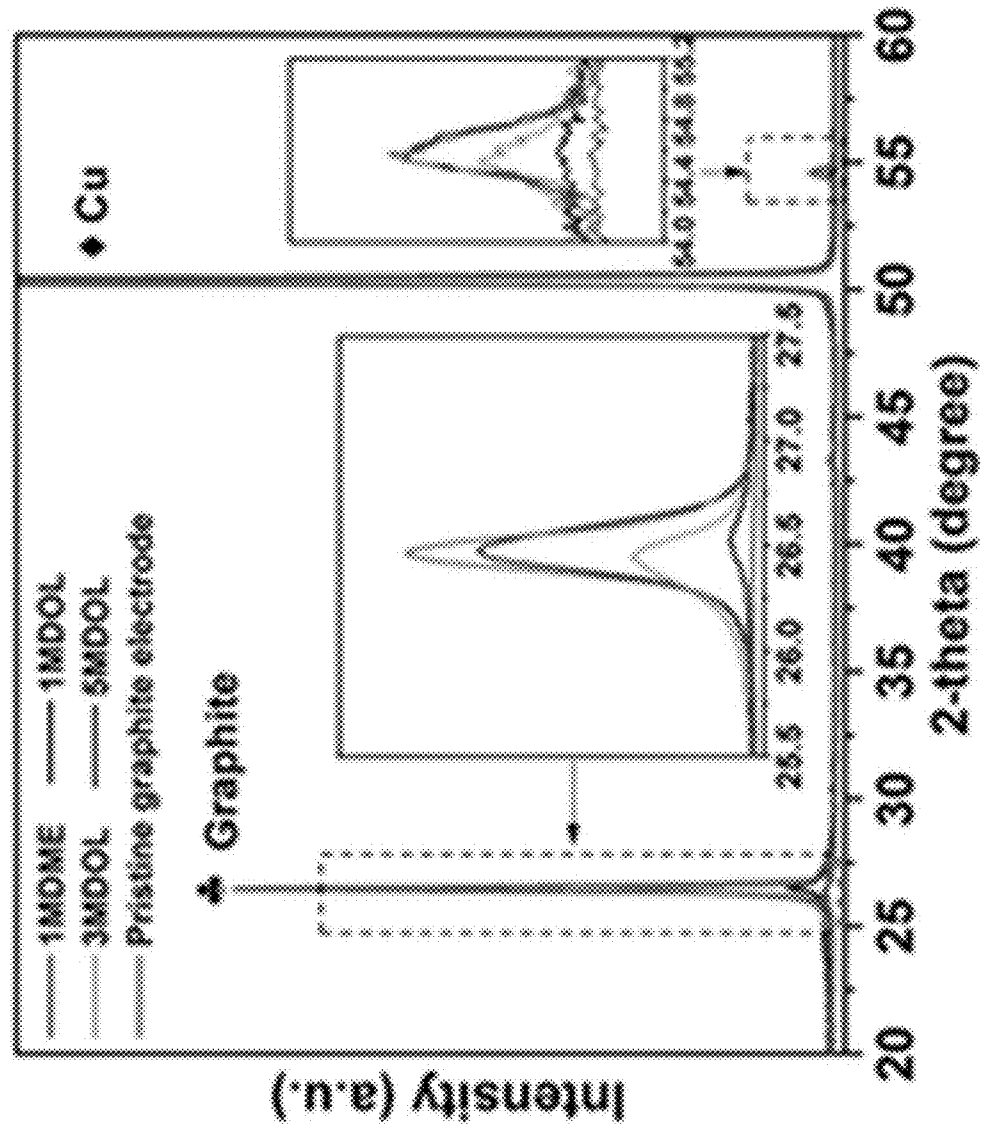 1MDME 1MDOL
3MDOL 5MDOL
Pristine graphite electrode
♣ Graphite
♦ Cu
25.5 26.0 26.5 27.0 27.5
54.0 54.4 54.8 55.2
20 25 30 35 40 45 50 55 60
2-theta (degree)
Intensity (a.u.)